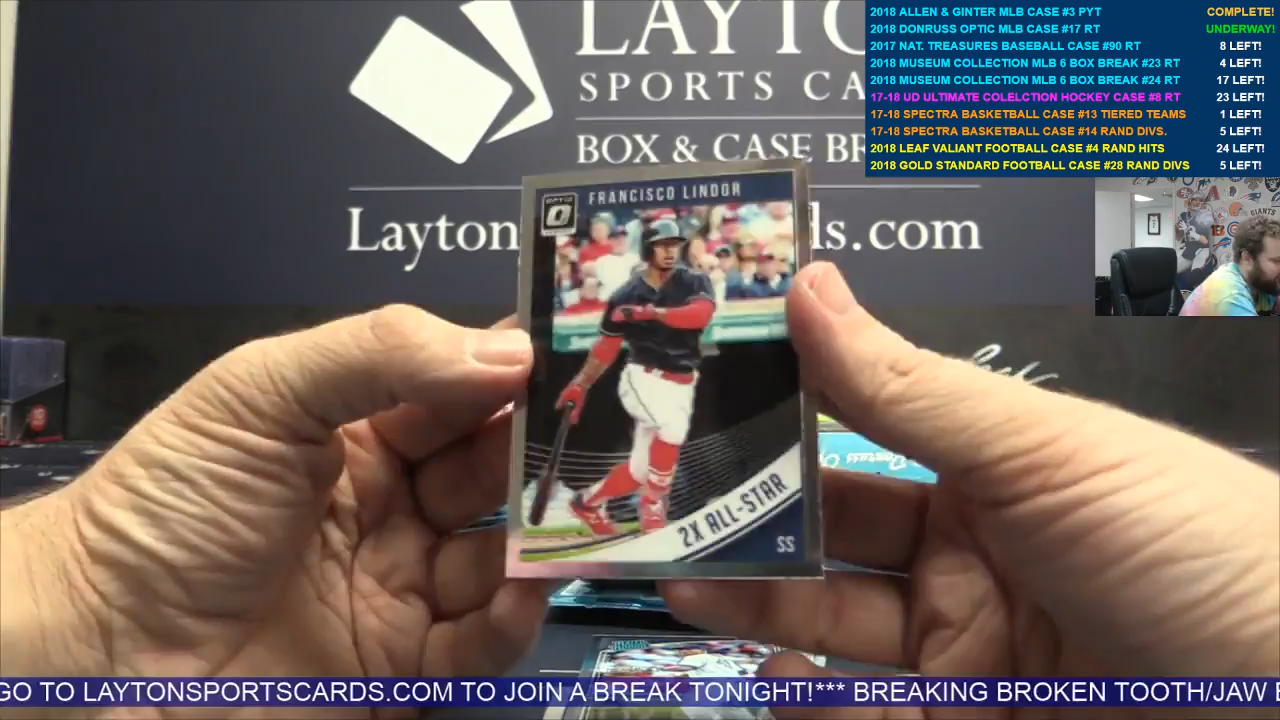 LAYTO
SPORTS CA
BOX & CASE BR
Layton
ds.com
2018 ALLEN & GINTER MLB CASE #3 PYT COMPLETE!
2018 DONRUSS OPTIC MLB CASE #17 RT UNDERWAY!
2017 NAT. TREASURES BASEBALL CASE #90 RT 8 LEFT!
2018 MUSEUM COLLECTION MLB 6 BOX BREAK #23 RT 4 LEFT!
2018 MUSEUM COLLECTION MLB 6 BOX BREAK #24 RT 17 LEFT!
17-18 UD ULTIMATE COLELCTION HOCKEY CASE #8 RT 23 LEFT!
17-18 SPECTRA BASKETBALL CASE #13 TIERED TEAMS 1 LEFT!
17-18 SPECTRA BASKETBALL CASE #14 RAND DIVS. 5 LEFT!
2018 LEAF VALIANT FOOTBALL CASE #4 RAND HITS 24 LEFT!
2018 GOLD STANDARD FOOTBALL CASE #28 RAND DIVS 5 LEFT!
GIANTS
OPTIC
FRANCISCO LINDOR
2X ALL-STAR
SS
GO TO LAYTONSPORTSCARDS.COM TO JOIN A BREAK TONIGHT!*** BREAKING BROKEN TOOTH/JAW E